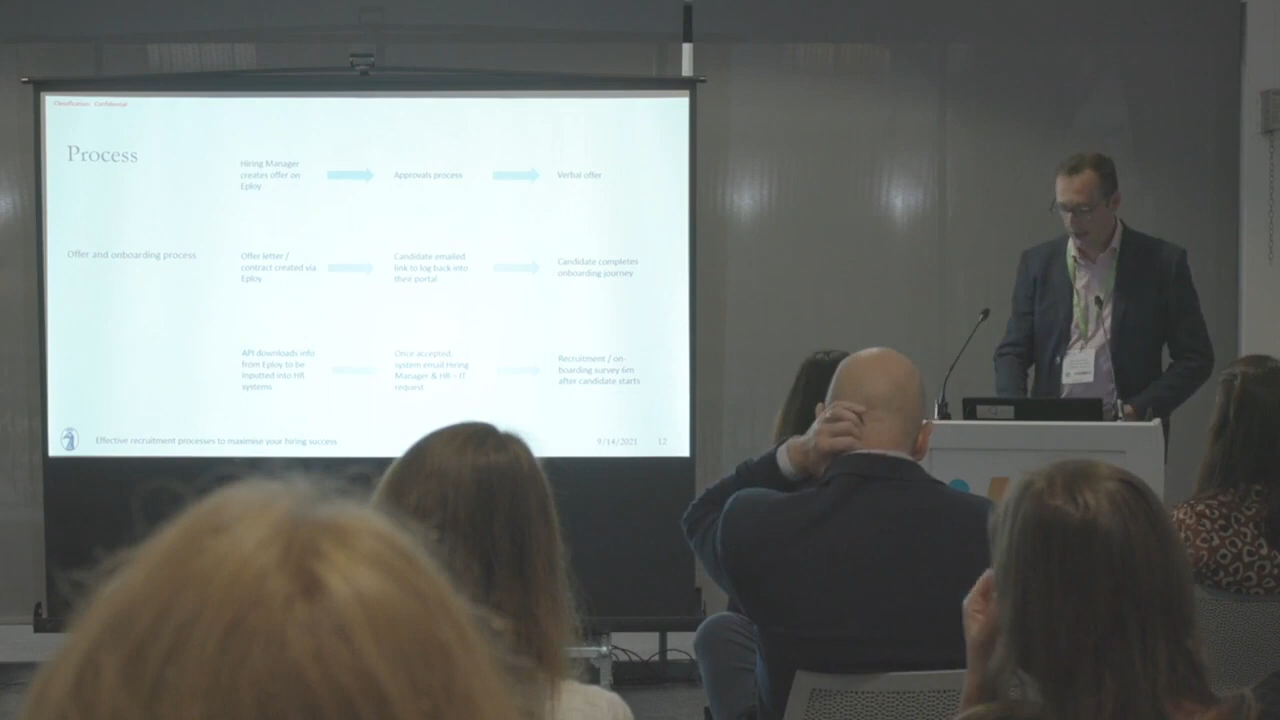 Classification: Confidential
Process
Hiring Manager
creates offer on
Eploy
Approvals process
Verbal offer
Offer and onboarding process
Offer letter /
contract created via
Eploy
Candidate emailed
link to log back into
their portal
Candidate completes
onboarding journey
API downloads info
from Eploy to be
inputted into HR
systems
Once accepted,
system email Hiring
Manager & HR – IT
request
Recruitment / on-
boarding survey 6m
after candidate starts
Effective recruitment processes to maximise your hiring success
9/14/2021
12